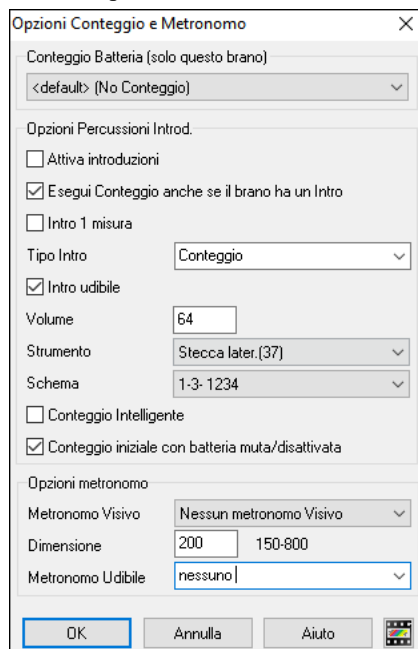 Opzioni Conteggio e Metronomo
Conteggio Batteria (solo questo brano)
<default> (No Conteggio)
Opzioni Percussioni Introd.
Attiva introduzioni
Esegui Conteggio anche se il brano ha un Intro
Intro 1 misura
Tipo Intro Conteggio
Intro udibile
Volume 64
Strumento Stecca later.(37)
Schema 1-3- 1234
Conteggio Intelligente
Conteggio iniziale con batteria muta/disattivata
Opzioni metronomo
Metronomo Visivo Nessun metronomo Visivo
Dimensione 200 150-800
Metronomo Udibile nessuno
OK Annulla Aiuto